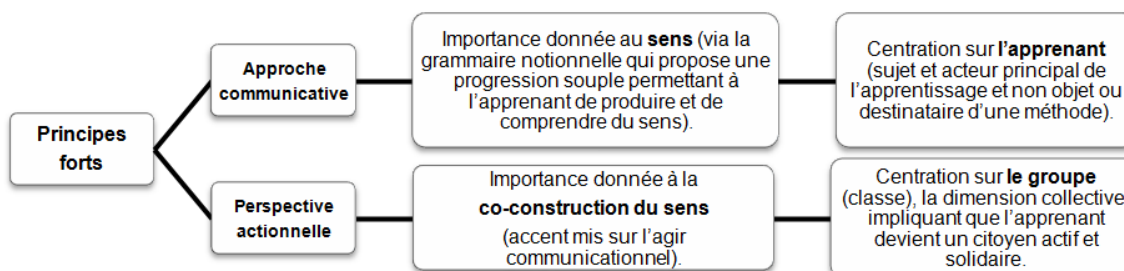 Principes
forts
Approche
communicative
Importance donnée au sens (via la
grammaire notionnelle qui propose une
progression souple permettant à
l'apprenant de produire et de
comprendre du sens).
Centration sur l'apprenant
(sujet et acteur principal de
l'apprentissage et non objet ou
destinataire d'une méthode).
Perspective
actionnelle
Importance donnée à la
co-construction du sens
(accent mis sur l'agir
communicationnel).
Centration sur le groupe
(classe), la dimension collective
impliquant que l'apprenant
devient un citoyen actif et
solidaire.